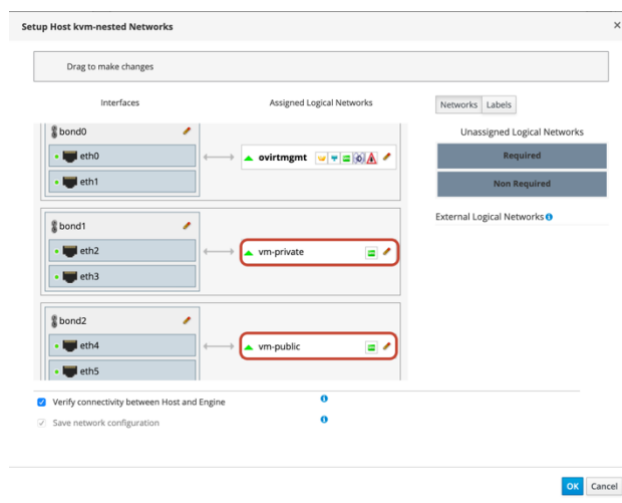 Setup Host kvm-nested Networks
×
Drag to make changes
Interfaces
Assigned Logical Networks
Networks
Labels
Unassigned Logical Networks
Required
Non Required
External Logical Networks
bond0
eth0
eth1
ovirtmgmt
bond1
eth2
eth3
vm-private
bond2
eth4
eth5
vm-public
Verify connectivity between Host and Engine
Save network configuration
OK
Cancel